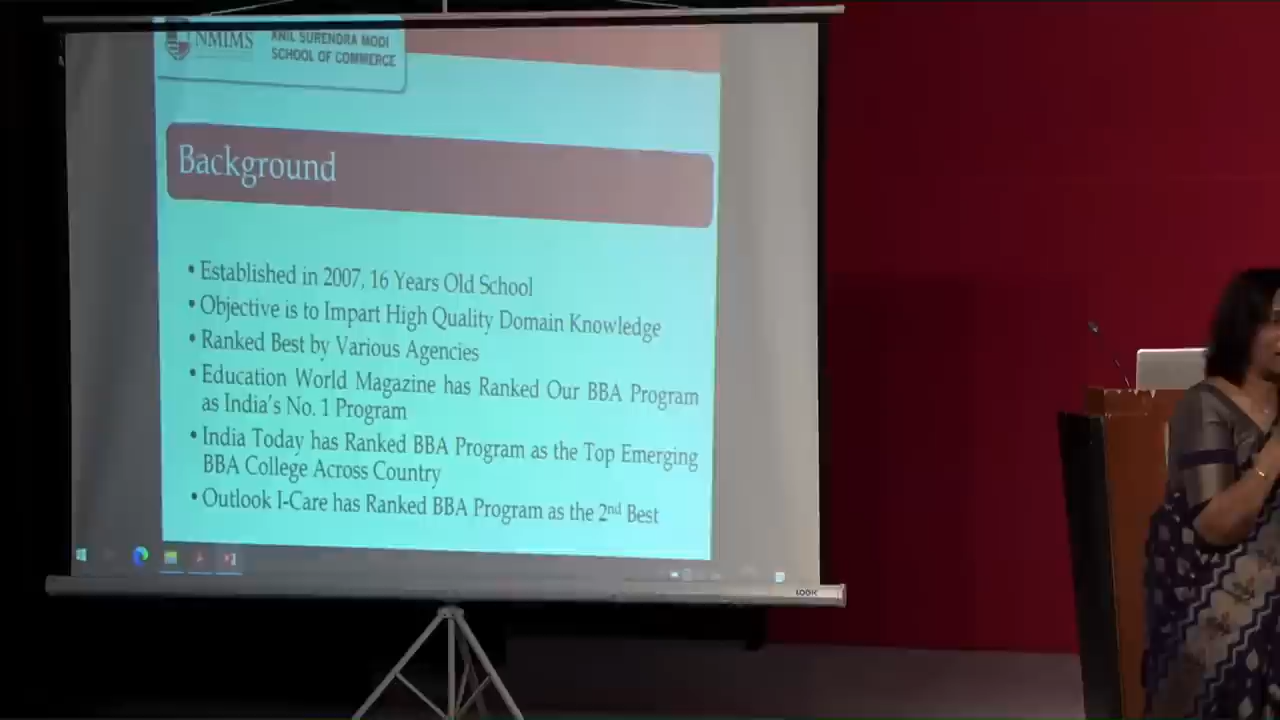 NMIMS
ANIL SURENDRA MODI
SCHOOL OF COMMERCE
Background
• Established in 2007, 16 Years Old School
• Objective is to Impart High Quality Domain Knowledge
• Ranked Best by Various Agencies
• Education World Magazine has Ranked Our BBA Program
as India's No. 1 Program
• India Today has Ranked BBA Program as the Top Emerging
BBA College Across Country
• Outlook I-Care has Ranked BBA Program as the 2nd Best
LOOK